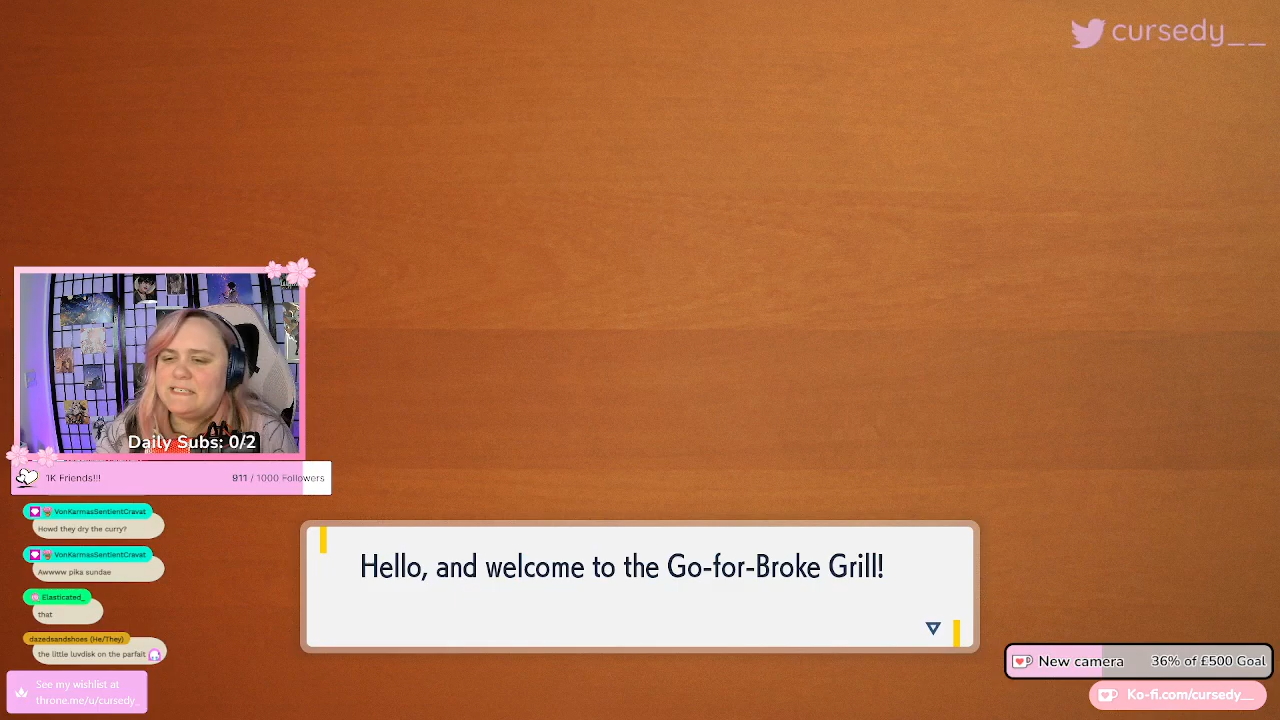 cursedy__
Daily Subs: 0/2
1K Friends!!!
911 / 1000 Followers
VonKarmasSentientCravat
Howd they dry the curry?
VonKarmasSentientCravat
Awwww pika sundae
Elasticated_
that
dazedsandshoes (He/They)
the little luvdisk on the parfait
See my wishlist at
throne.me/u/cursedy_
Hello, and welcome to the Go-for-Broke Grill!
New camera
36% of £500 Goal
Ko-fi.com/cursedy__